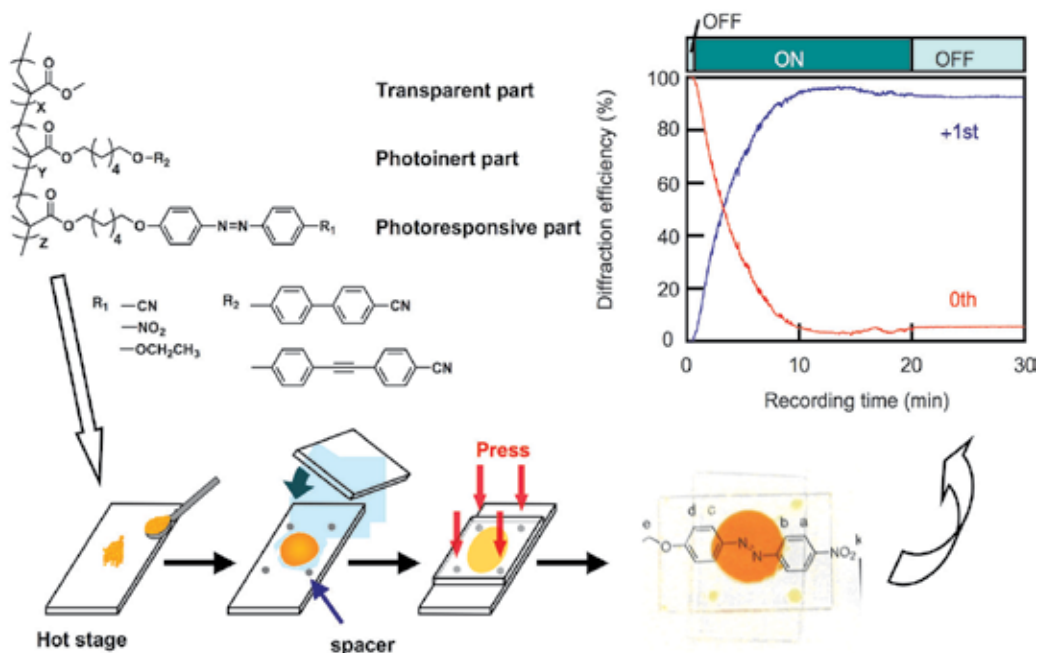 OFF
ON OFF
Diffraction efficiency (%)
100
80
60
40
20
0
+1st
0th
0 10 20 30
Recording time (min)
O
O
X
Transparent part
O
O
4
O-R₂
Y
Photoinert part
O
O
4
O
N=N
R₁
Z
Photoresponsive part
R₁ —CN
—NO₂
—OCH₂CH₃
R₂
CN
CN
Hot stage
spacer
Press
e d c b a k
O N N NO₂